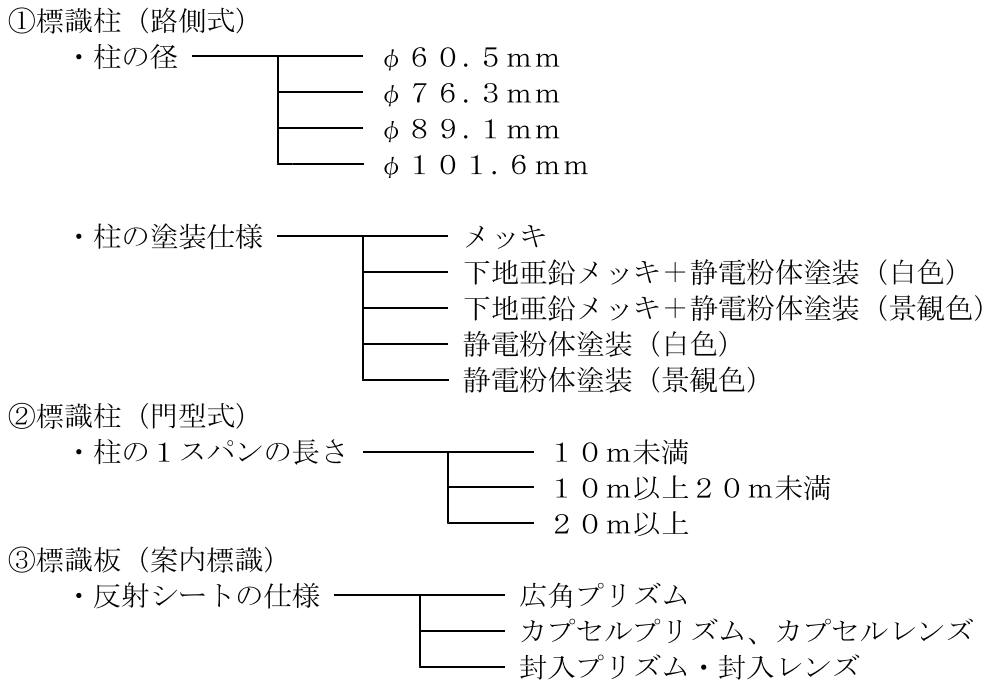 ①標識柱（路側式）
・柱の径
φ６０．５ｍｍ
φ７６．３ｍｍ
φ８９．１ｍｍ
φ１０１．６ｍｍ
・柱の塗装仕様
メッキ
下地亜鉛メッキ＋静電粉体塗装（白色）
下地亜鉛メッキ＋静電粉体塗装（景観色）
静電粉体塗装（白色）
静電粉体塗装（景観色）
②標識柱（門型式）
・柱の１スパンの長さ
１０ｍ未満
１０ｍ以上２０ｍ未満
２０ｍ以上
③標識板（案内標識）
・反射シートの仕様
広角プリズム
カプセルプリズム、カプセルレンズ
封入プリズム・封入レンズ